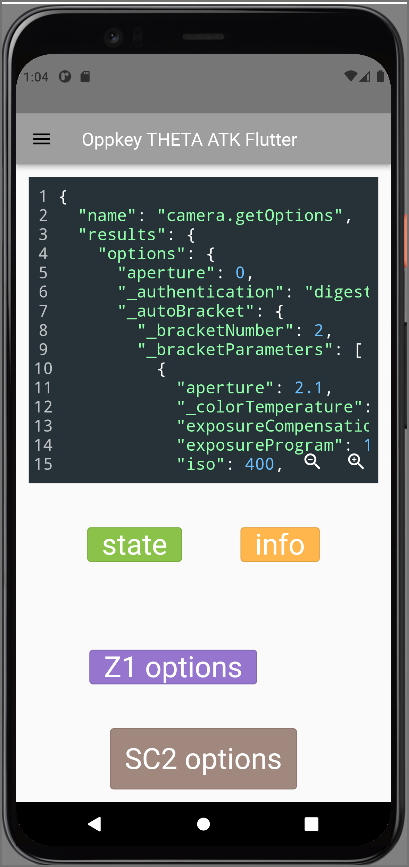 1:04
Oppkey THETA ATK Flutter
1 {
2 "name": "camera.getOptions",
3 "results": {
4 "options": {
5 "aperture": 0,
6 "_authentication": "digest
7 "_autoBracket": {
8 "_bracketNumber": 2,
9 "_bracketParameters": [
10 {
11 "aperture": 2.1,
12 "_colorTemperature":
13 "exposureCompensatio
14 "exposureProgram": 1
15 "iso": 400,
state info
Z1 options
SC2 options